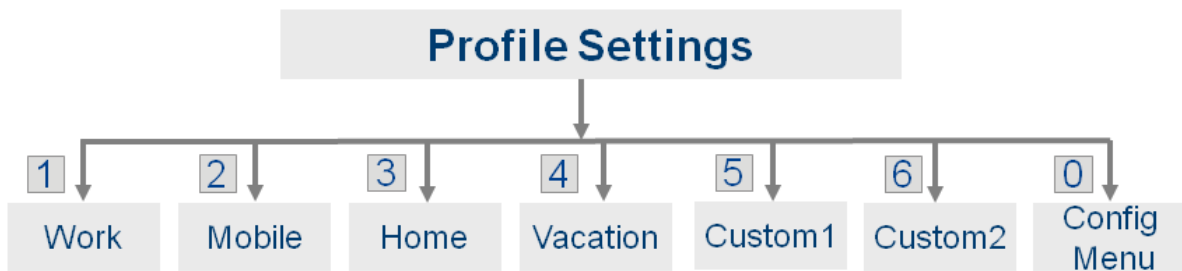 Profile Settings
1 2 3 4 5 6 0
Work Mobile Home Vacation Custom1 Custom2 Config
Menu